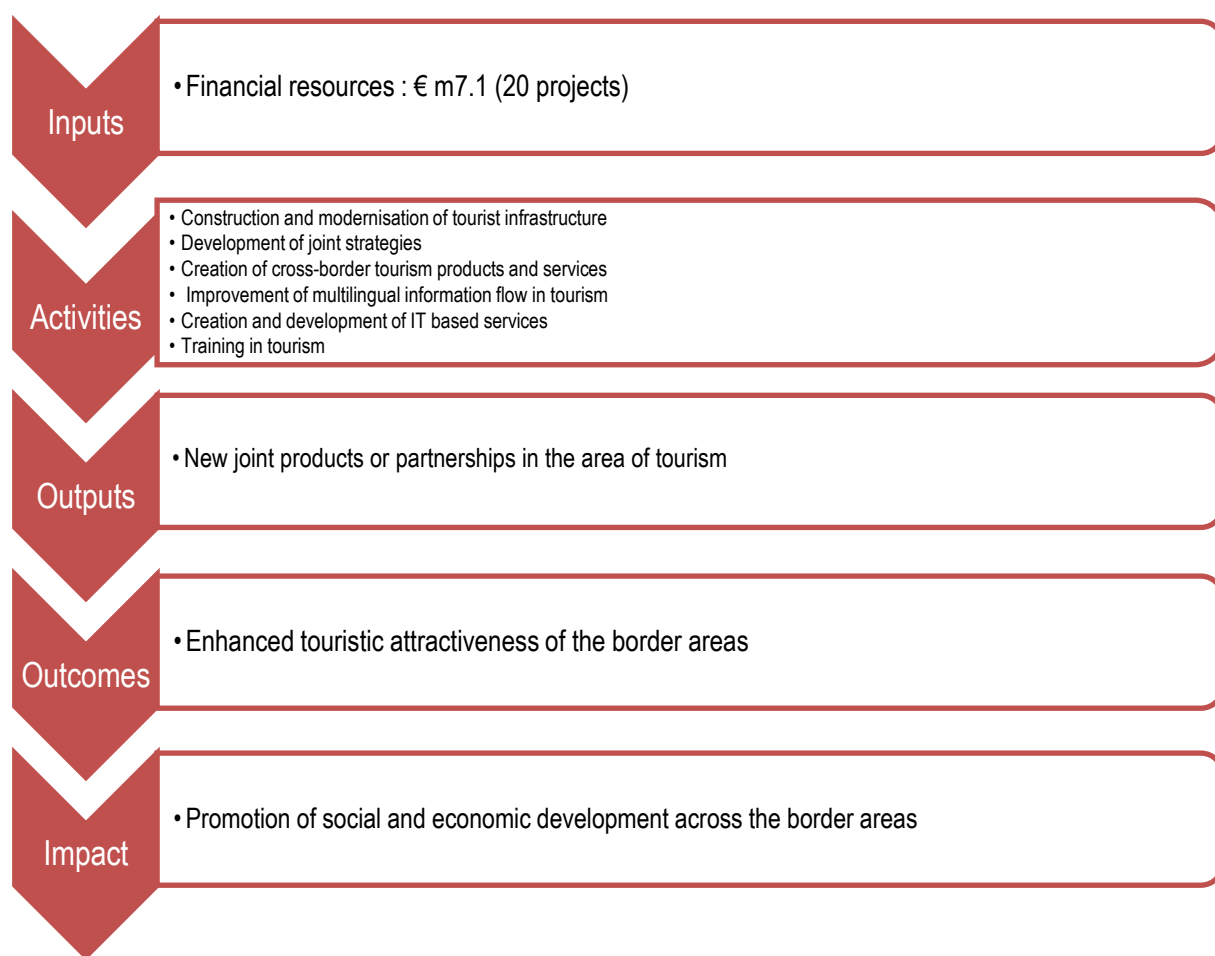 Inputs
• Financial resources : € m7.1 (20 projects)
Activities
• Construction and modernisation of tourist infrastructure
• Development of joint strategies
• Creation of cross-border tourism products and services
• Improvement of multilingual information flow in tourism
• Creation and development of IT based services
• Training in tourism
Outputs
• New joint products or partnerships in the area of tourism
Outcomes
• Enhanced touristic attractiveness of the border areas
Impact
• Promotion of social and economic development across the border areas